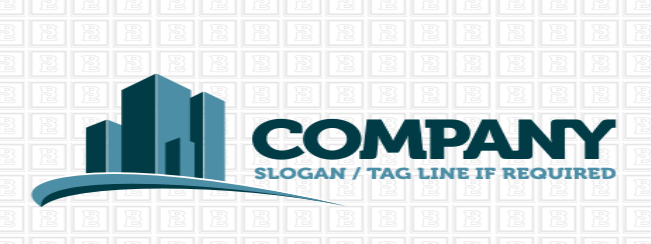 COMPANY
SLOGAN / TAG LINE IF REQUIRED